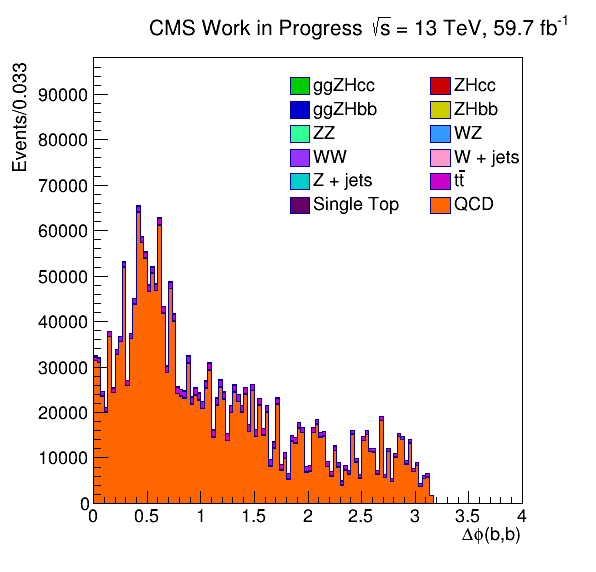 CMS Work in Progress √s = 13 TeV, 59.7 fb⁻¹
Events/0.033
90000
80000
70000
60000
50000
40000
30000
20000
10000
0
ggZHcc ZHcc
ggZHbb ZHbb
ZZ WZ
WW W + jets
Z + jets tt̄
Single Top QCD
0 0.5 1 1.5 2 2.5 3 3.5 4
Δϕ(b,b)